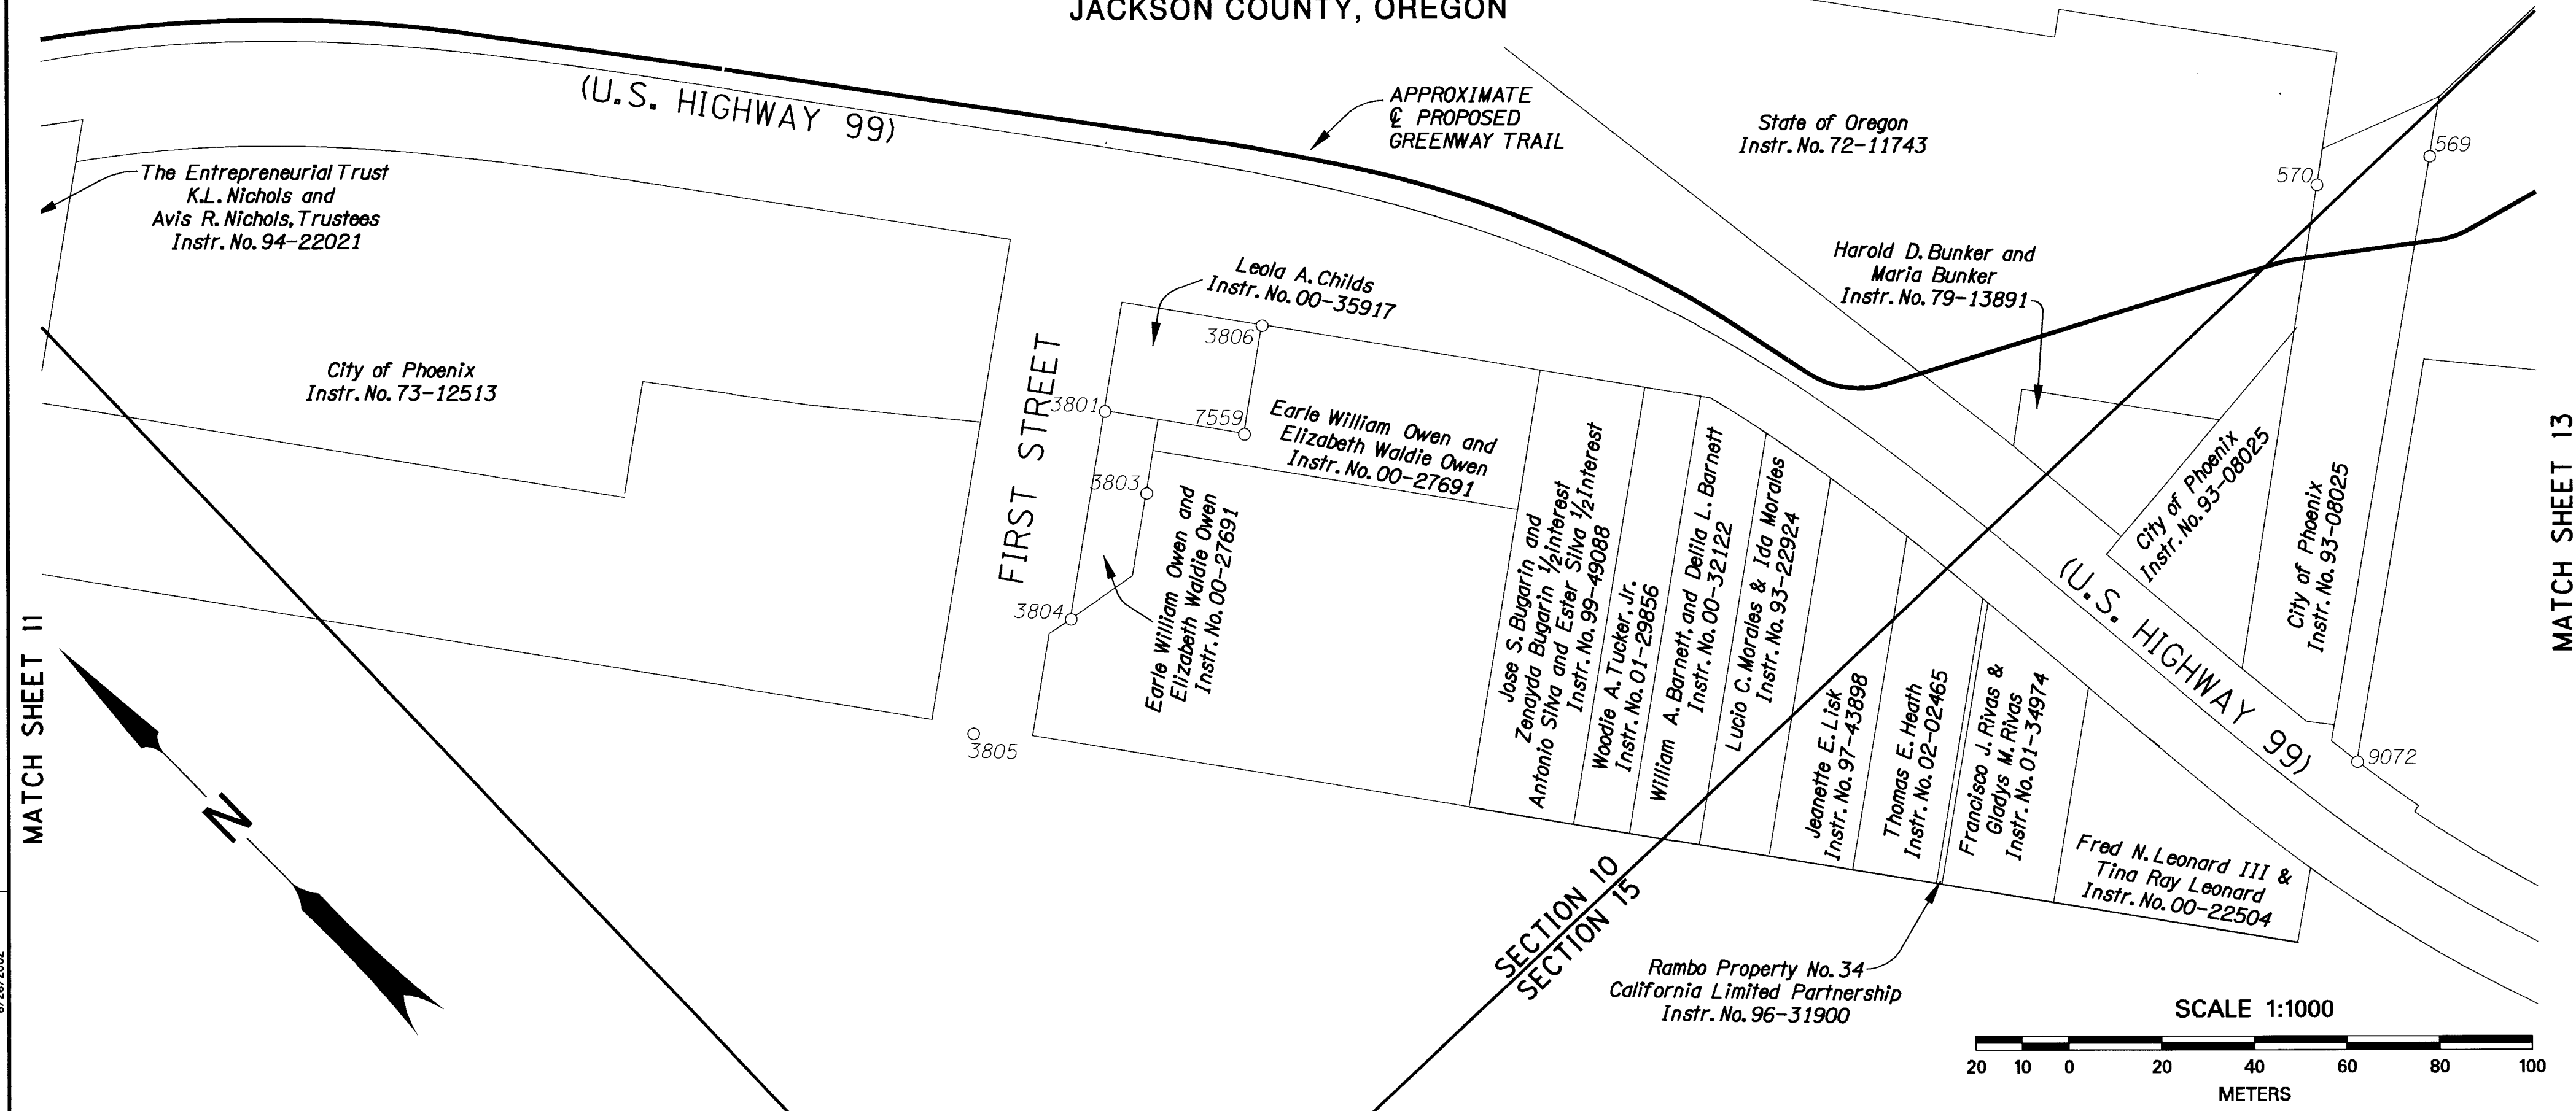 JACKSON COUNTY, OREGON
(U.S. HIGHWAY 99)
APPROXIMATE
℄ PROPOSED
GREENWAY TRAIL
State of Oregon
Instr. No. 72-11743
569
570
The Entrepreneurial Trust
K.L. Nichols and
Avis R. Nichols, Trustees
Instr. No. 94-22021
Leola A. Childs
Instr. No. 00-35917
Harold D. Bunker and
Maria Bunker
Instr. No. 79-13891
3806
City of Phoenix
Instr. No. 73-12513
FIRST STREET
3801
7559
3803
3804
3805
Earle William Owen and
Elizabeth Waldie Owen
Instr. No. 00-27691
Earle William Owen and
Elizabeth Waldie Owen
Instr. No. 00-27691
Jose S. Bugarin and
Zenayda Bugarin ½interest
Antonio Silva and Ester Silva ½Interest
Instr. No. 99-49088
Woodie A. Tucker, Jr.
Instr. No. 01-29856
William A. Barnett, and Delila L. Barnett
Instr. No. 00-32122
Lucio C. Morales & Ida Morales
Instr. No. 93-22924
Jeanette E. Lisk
Instr. No. 97-43898
Thomas E. Heath
Instr. No. 02-02465
Francisco J. Rivas &
Gladys M. Rivas
Instr. No. 01-34974
Fred N. Leonard III &
Tina Ray Leonard
Instr. No. 00-22504
City of Phoenix
Instr. No. 93-08025
City of Phoenix
Instr. No. 93-08025
(U.S. HIGHWAY 99)
9072
MATCH SHEET 11
MATCH SHEET 13
N
SECTION 10
SECTION 15
Rambo Property No. 34
California Limited Partnership
Instr. No. 96-31900
SCALE 1:1000
20 10 0 20 40 60 80 100
METERS